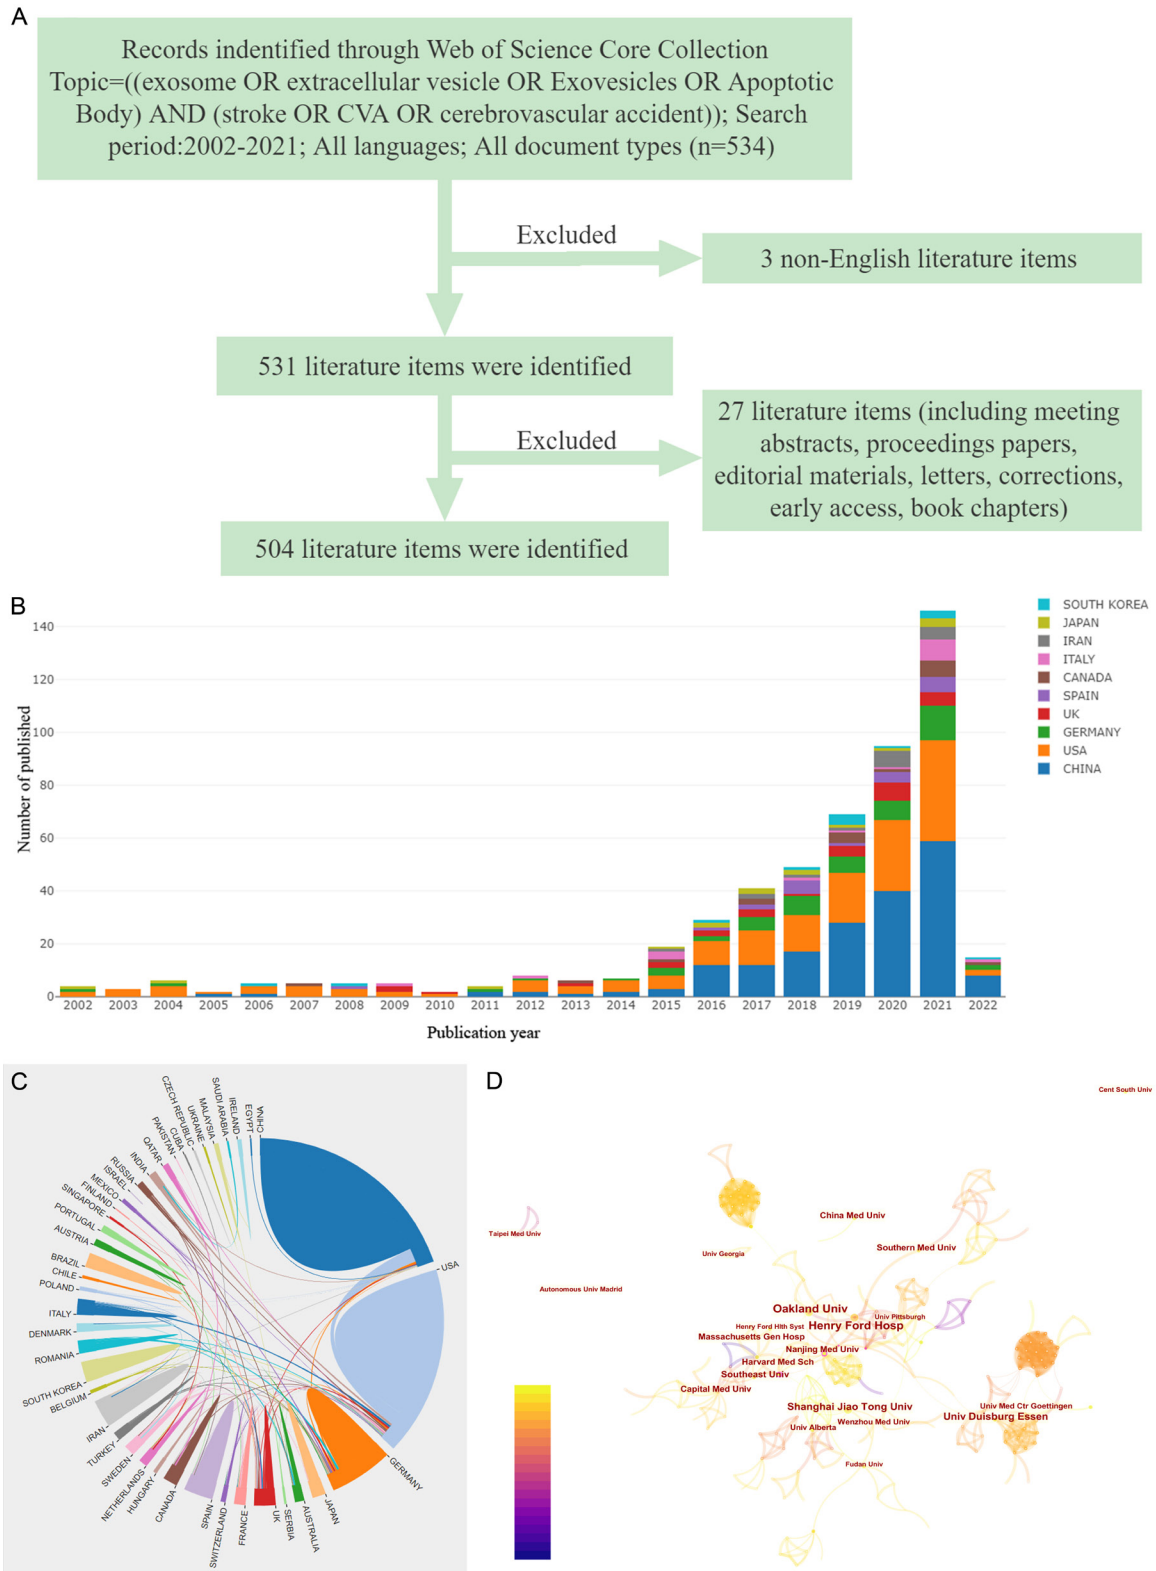 A
Records indentified through Web of Science Core Collection
Topic=((exosome OR extracellular vesicle OR Exovesicles OR Apoptotic
Body) AND (stroke OR CVA OR cerebrovascular accident)); Search
period:2002-2021; All languages; All document types (n=534)
Excluded
3 non-English literature items
531 literature items were identified
Excluded
27 literature items (including meeting
abstracts, proceedings papers,
editorial materials, letters, corrections,
early access, book chapters)
504 literature items were identified
B
Number of published
140
120
100
80
60
40
20
0
2002 2003 2004 2005 2006 2007 2008 2009 2010 2011 2012 2013 2014 2015 2016 2017 2018 2019 2020 2021 2022
Publication year
SOUTH KOREA
JAPAN
IRAN
ITALY
CANADA
SPAIN
UK
GERMANY
USA
CHINA
C
CHINA
USA
GERMANY
JAPAN
AUSTRALIA
SERBIA
UK
FRANCE
SWITZERLAND
SPAIN
CANADA
HUNGARY
NETHERLANDS
SWEDEN
TURKEY
IRAN
BELGIUM
SOUTH KOREA
ROMANIA
DENMARK
ITALY
POLAND
CHILE
BRAZIL
AUSTRIA
PORTUGAL
SINGAPORE
FINLAND
MEXICO
ISRAEL
RUSSIA
INDIA
QATAR
PAKISTAN
CUBA
CZECH REPUBLIC
UKRAINE
MALAYSIA
SAUDI ARABIA
IRELAND
EGYPT
D
Cent South Univ
China Med Univ
Taipei Med Univ
Southern Med Univ
Univ Georgia
Autonomous Univ Madrid
Oakland Univ
Univ Pittsburgh
Henry Ford Hlth Syst
Henry Ford Hosp
Massachusetts Gen Hosp
Nanjing Med Univ
Harvard Med Sch
Southeast Univ
Capital Med Univ
Shanghai Jiao Tong Univ
Univ Med Ctr Goettingen
Univ Duisburg Essen
Wenzhou Med Univ
Univ Alberta
Fudan Univ